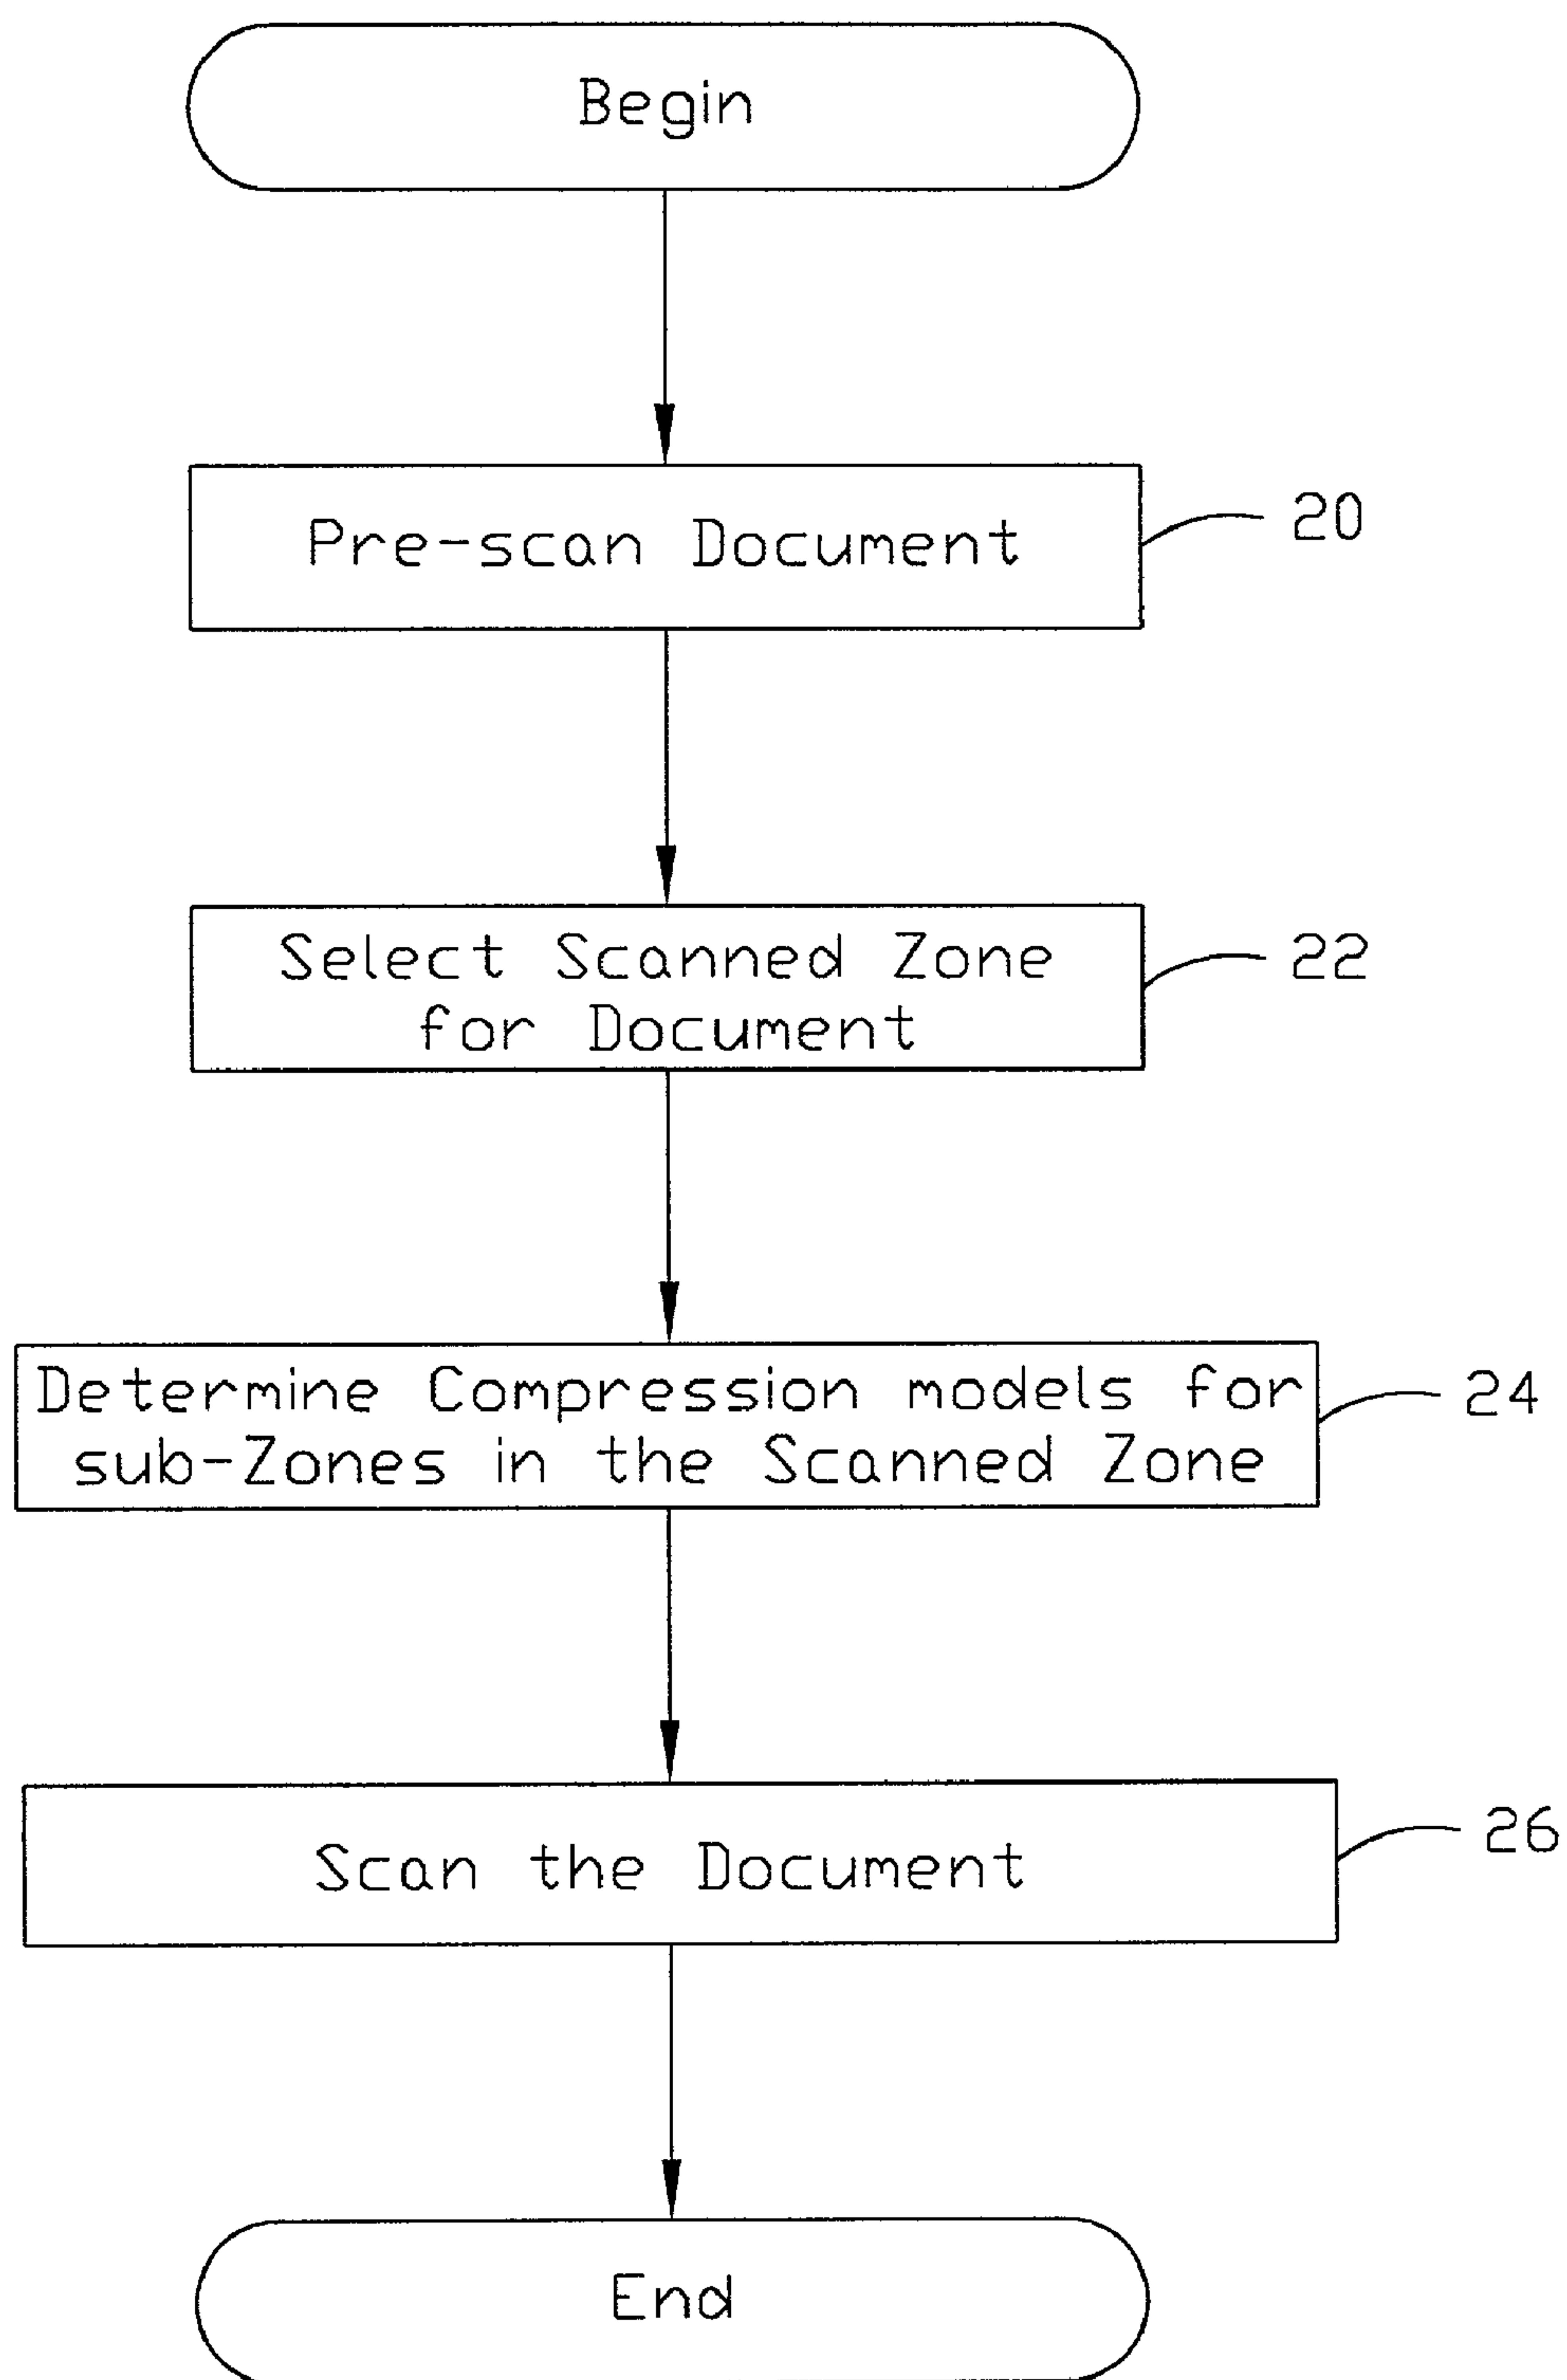 Begin
Pre-scan Document
20
Select Scanned Zone
for Document
22
Determine Compression models for
sub-Zones in the Scanned Zone
24
Scan the Document
26
End